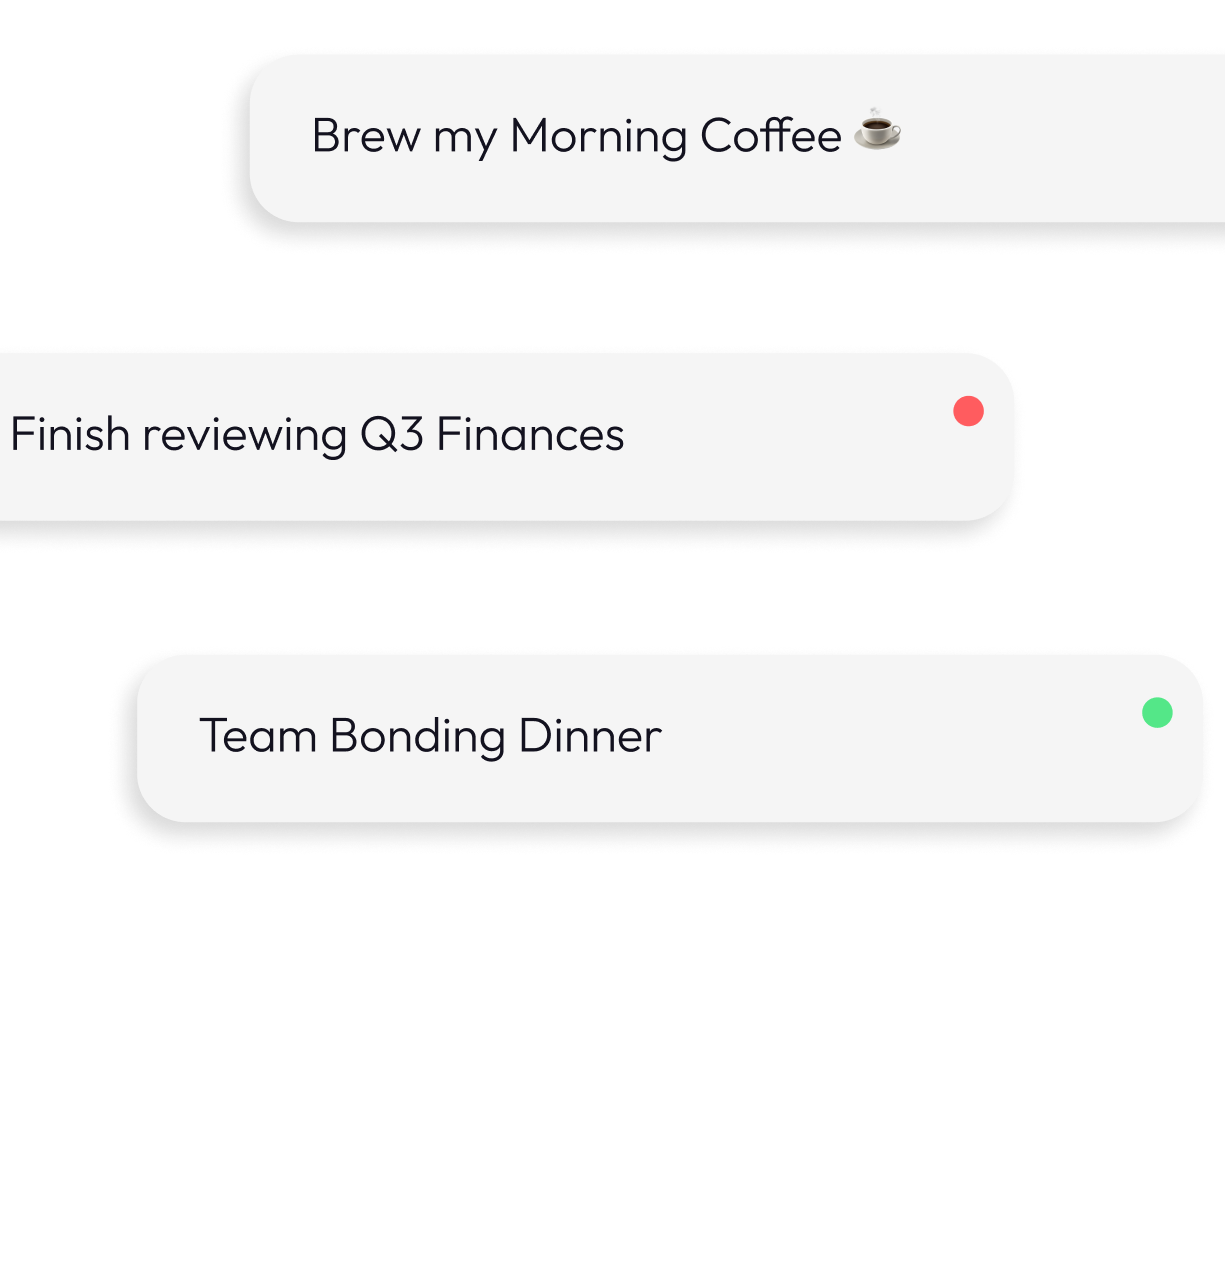 Brew my Morning Coffee ☕
Finish reviewing Q3 Finances
Team Bonding Dinner